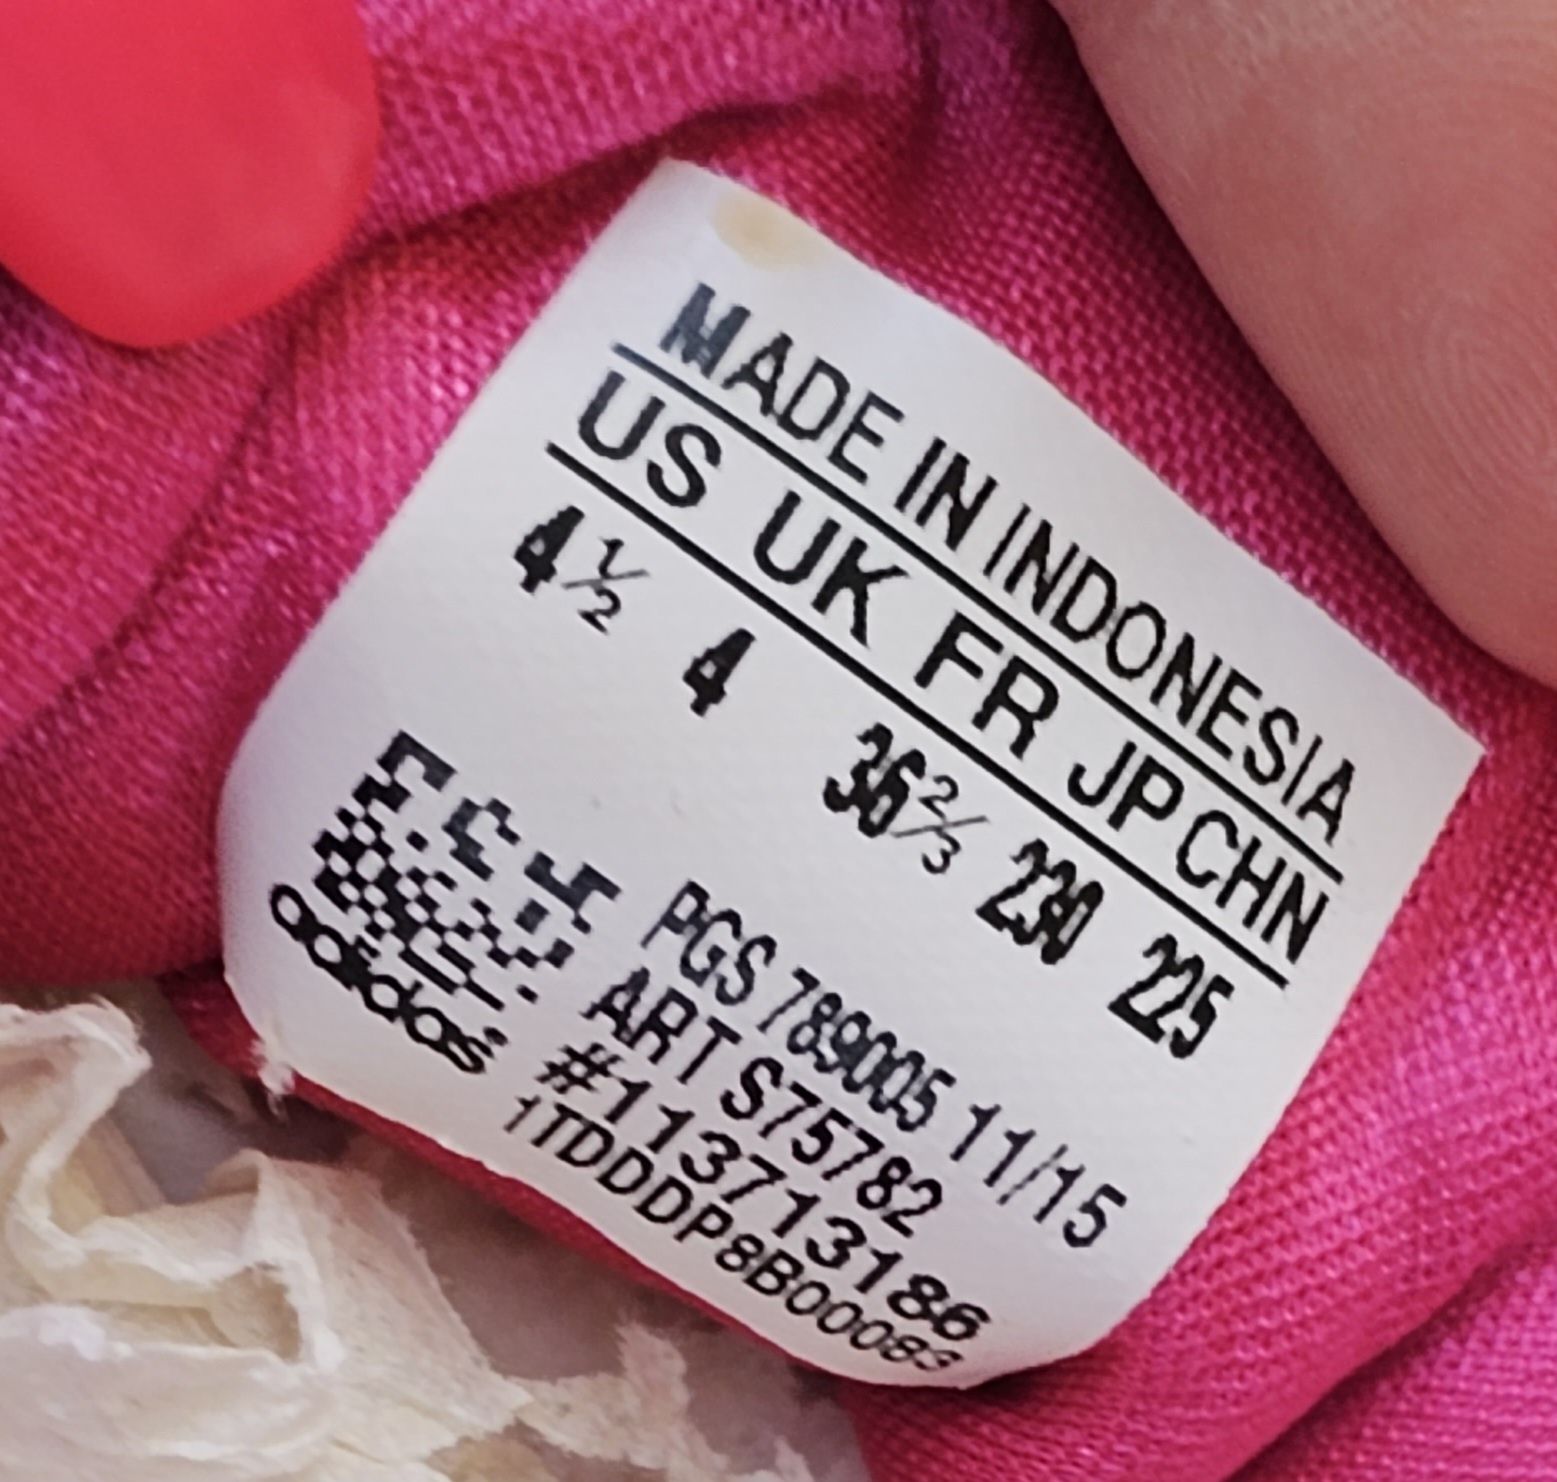 MADE IN INDONESIA
US UK FR JP CHN
4½ 4 36⅔ 230 225
PGS 789005 11/15
ART S75782
#113713186
1TDDDP8B00083
adidas